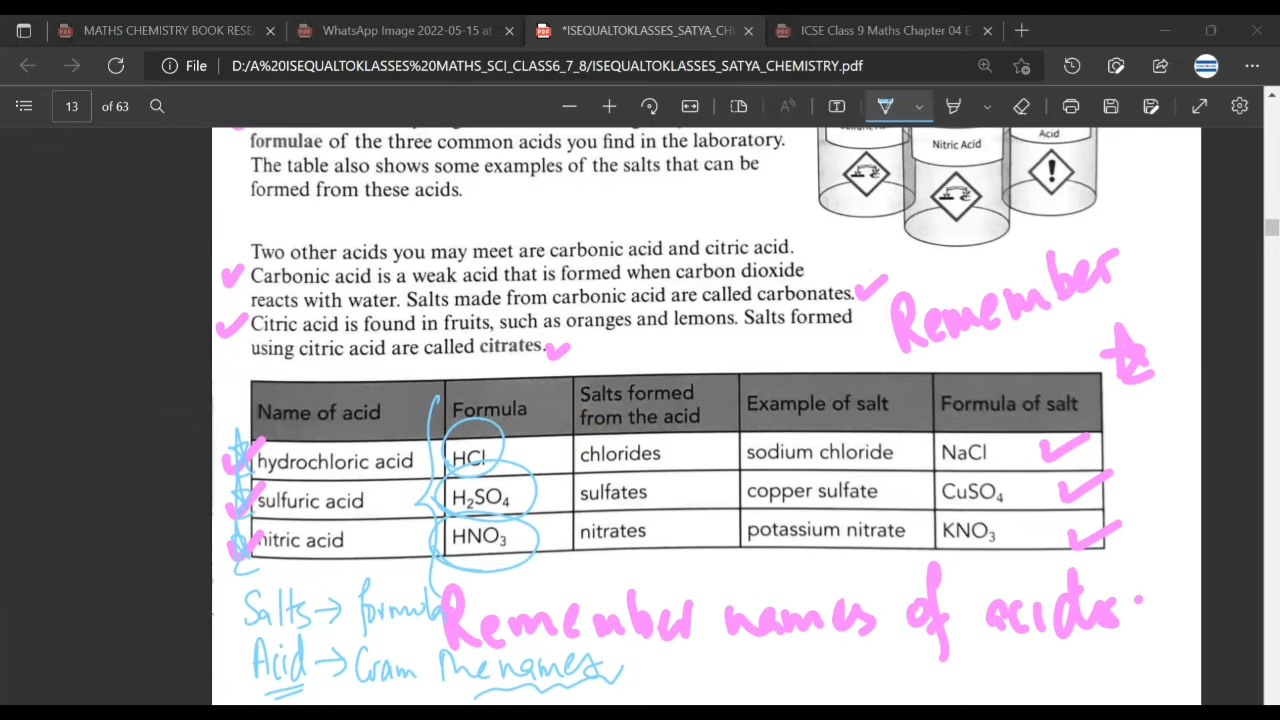 MATHS CHEMISTRY BOOK RESE
WhatsApp Image 2022-05-15 at
*ISEQUALTOKLASSES_SATYA_CHE
ICSE Class 9 Maths Chapter 04 E
File D:/A%20ISEQUALTOKLASSES%20MATHS_SCI_CLASS6_7_8/ISEQUALTOKLASSES_SATYA_CHEMISTRY.pdf
13 of 63
formulae of the three common acids you find in the laboratory.
The table also shows some examples of the salts that can be
formed from these acids.
Nitric Acid
Acid
Two other acids you may meet are carbonic acid and citric acid.
Carbonic acid is a weak acid that is formed when carbon dioxide
reacts with water. Salts made from carbonic acid are called carbonates.
Citric acid is found in fruits, such as oranges and lemons. Salts formed
using citric acid are called citrates.
Remember
Name of acid Formula Salts formed from the acid Example of salt Formula of salt
hydrochloric acid HCl chlorides sodium chloride NaCl
sulfuric acid H₂SO₄ sulfates copper sulfate CuSO₄
nitric acid HNO₃ nitrates potassium nitrate KNO₃
Salts → formula
Remember names of acids.
Acid → Cram the names